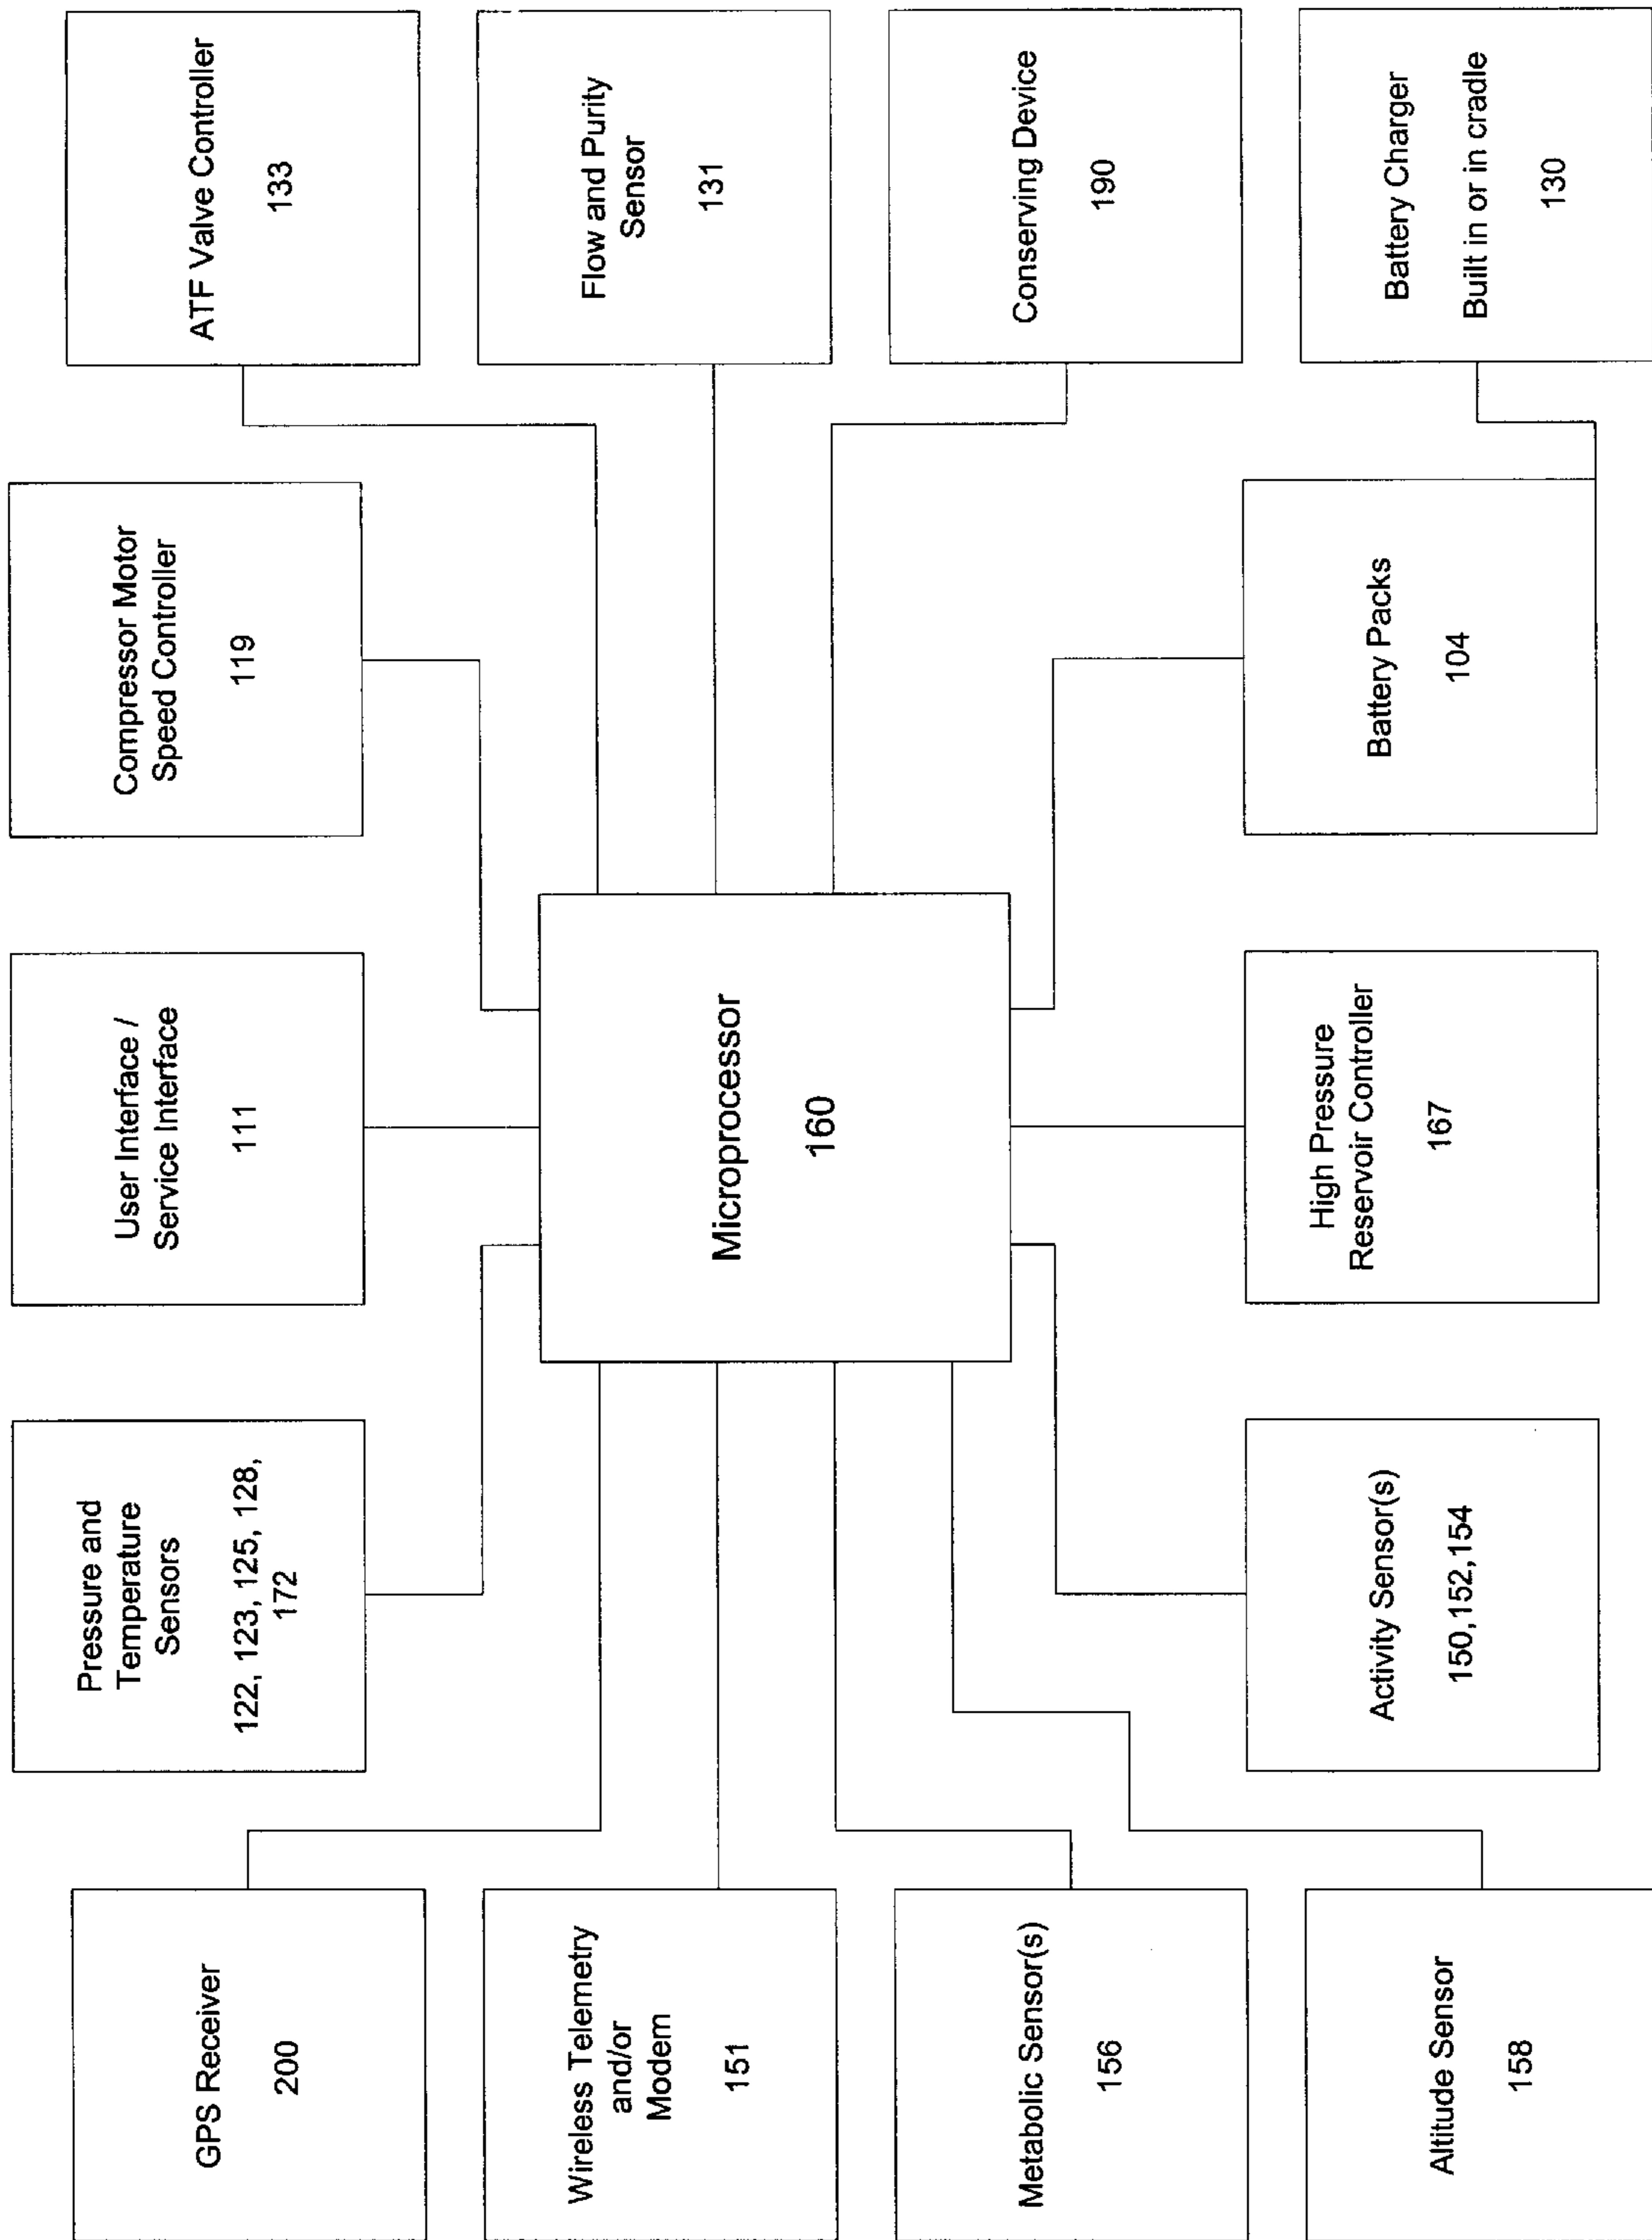 GPS Receiver
200
Pressure and
Temperature
Sensors
122, 123, 125, 128,
172
User Interface /
Service Interface
111
Compressor Motor
Speed Controller
119
ATF Valve Controller
133
Wireless Telemetry
and/or
Modem
151
Microprocessor
160
Flow and Purity
Sensor
131
Metabolic Sensor(s)
156
Conserving Device
190
Altitude Sensor
158
Activity Sensor(s)
150,152,154
High Pressure
Reservoir Controller
167
Battery Packs
104
Battery Charger
Built in or in cradle
130